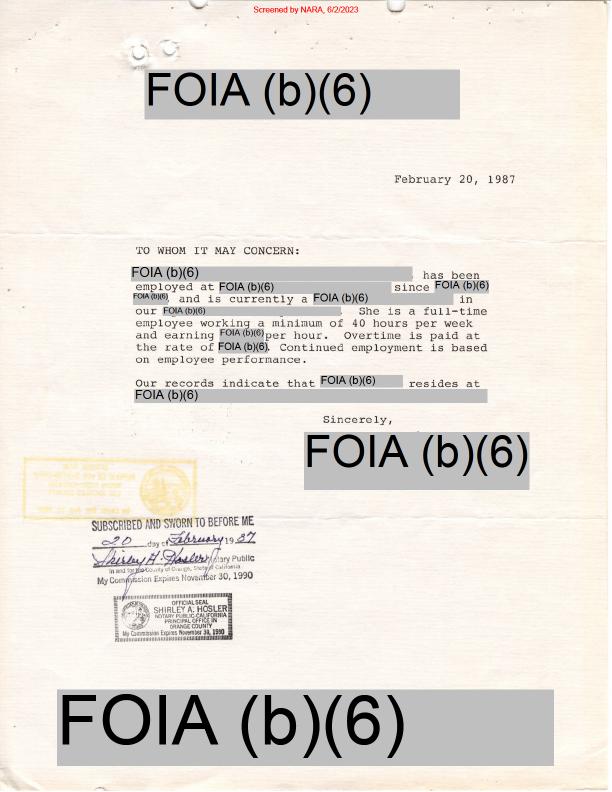 Screened by NARA, 6/2/2023
FOIA (b)(6)
February 20, 1987
TO WHOM IT MAY CONCERN:
FOIA (b)(6) has been
employed at FOIA (b)(6) since FOIA (b)(6)
FOIA (b)(6), and is currently a FOIA (b)(6) in
our FOIA (b)(6). She is a full-time
employee working a minimum of 40 hours per week
and earning FOIA (b)(6) per hour. Overtime is paid at
the rate of FOIA (b)(6). Continued employment is based
on employee performance.
Our records indicate that FOIA (b)(6) resides at
FOIA (b)(6)
Sincerely,
FOIA (b)(6)
SUBSCRIBED AND SWORN TO BEFORE ME
20 day of February 19 87
Shirley A. Hosler Notary Public
In and for the County of Orange, State of California
My Commission Expires November 30, 1990
OFFICIAL SEAL
SHIRLEY A. HOSLER
NOTARY PUBLIC-CALIFORNIA
PRINCIPAL OFFICE IN
ORANGE COUNTY
My Commission Expires November 30, 1990
FOIA (b)(6)